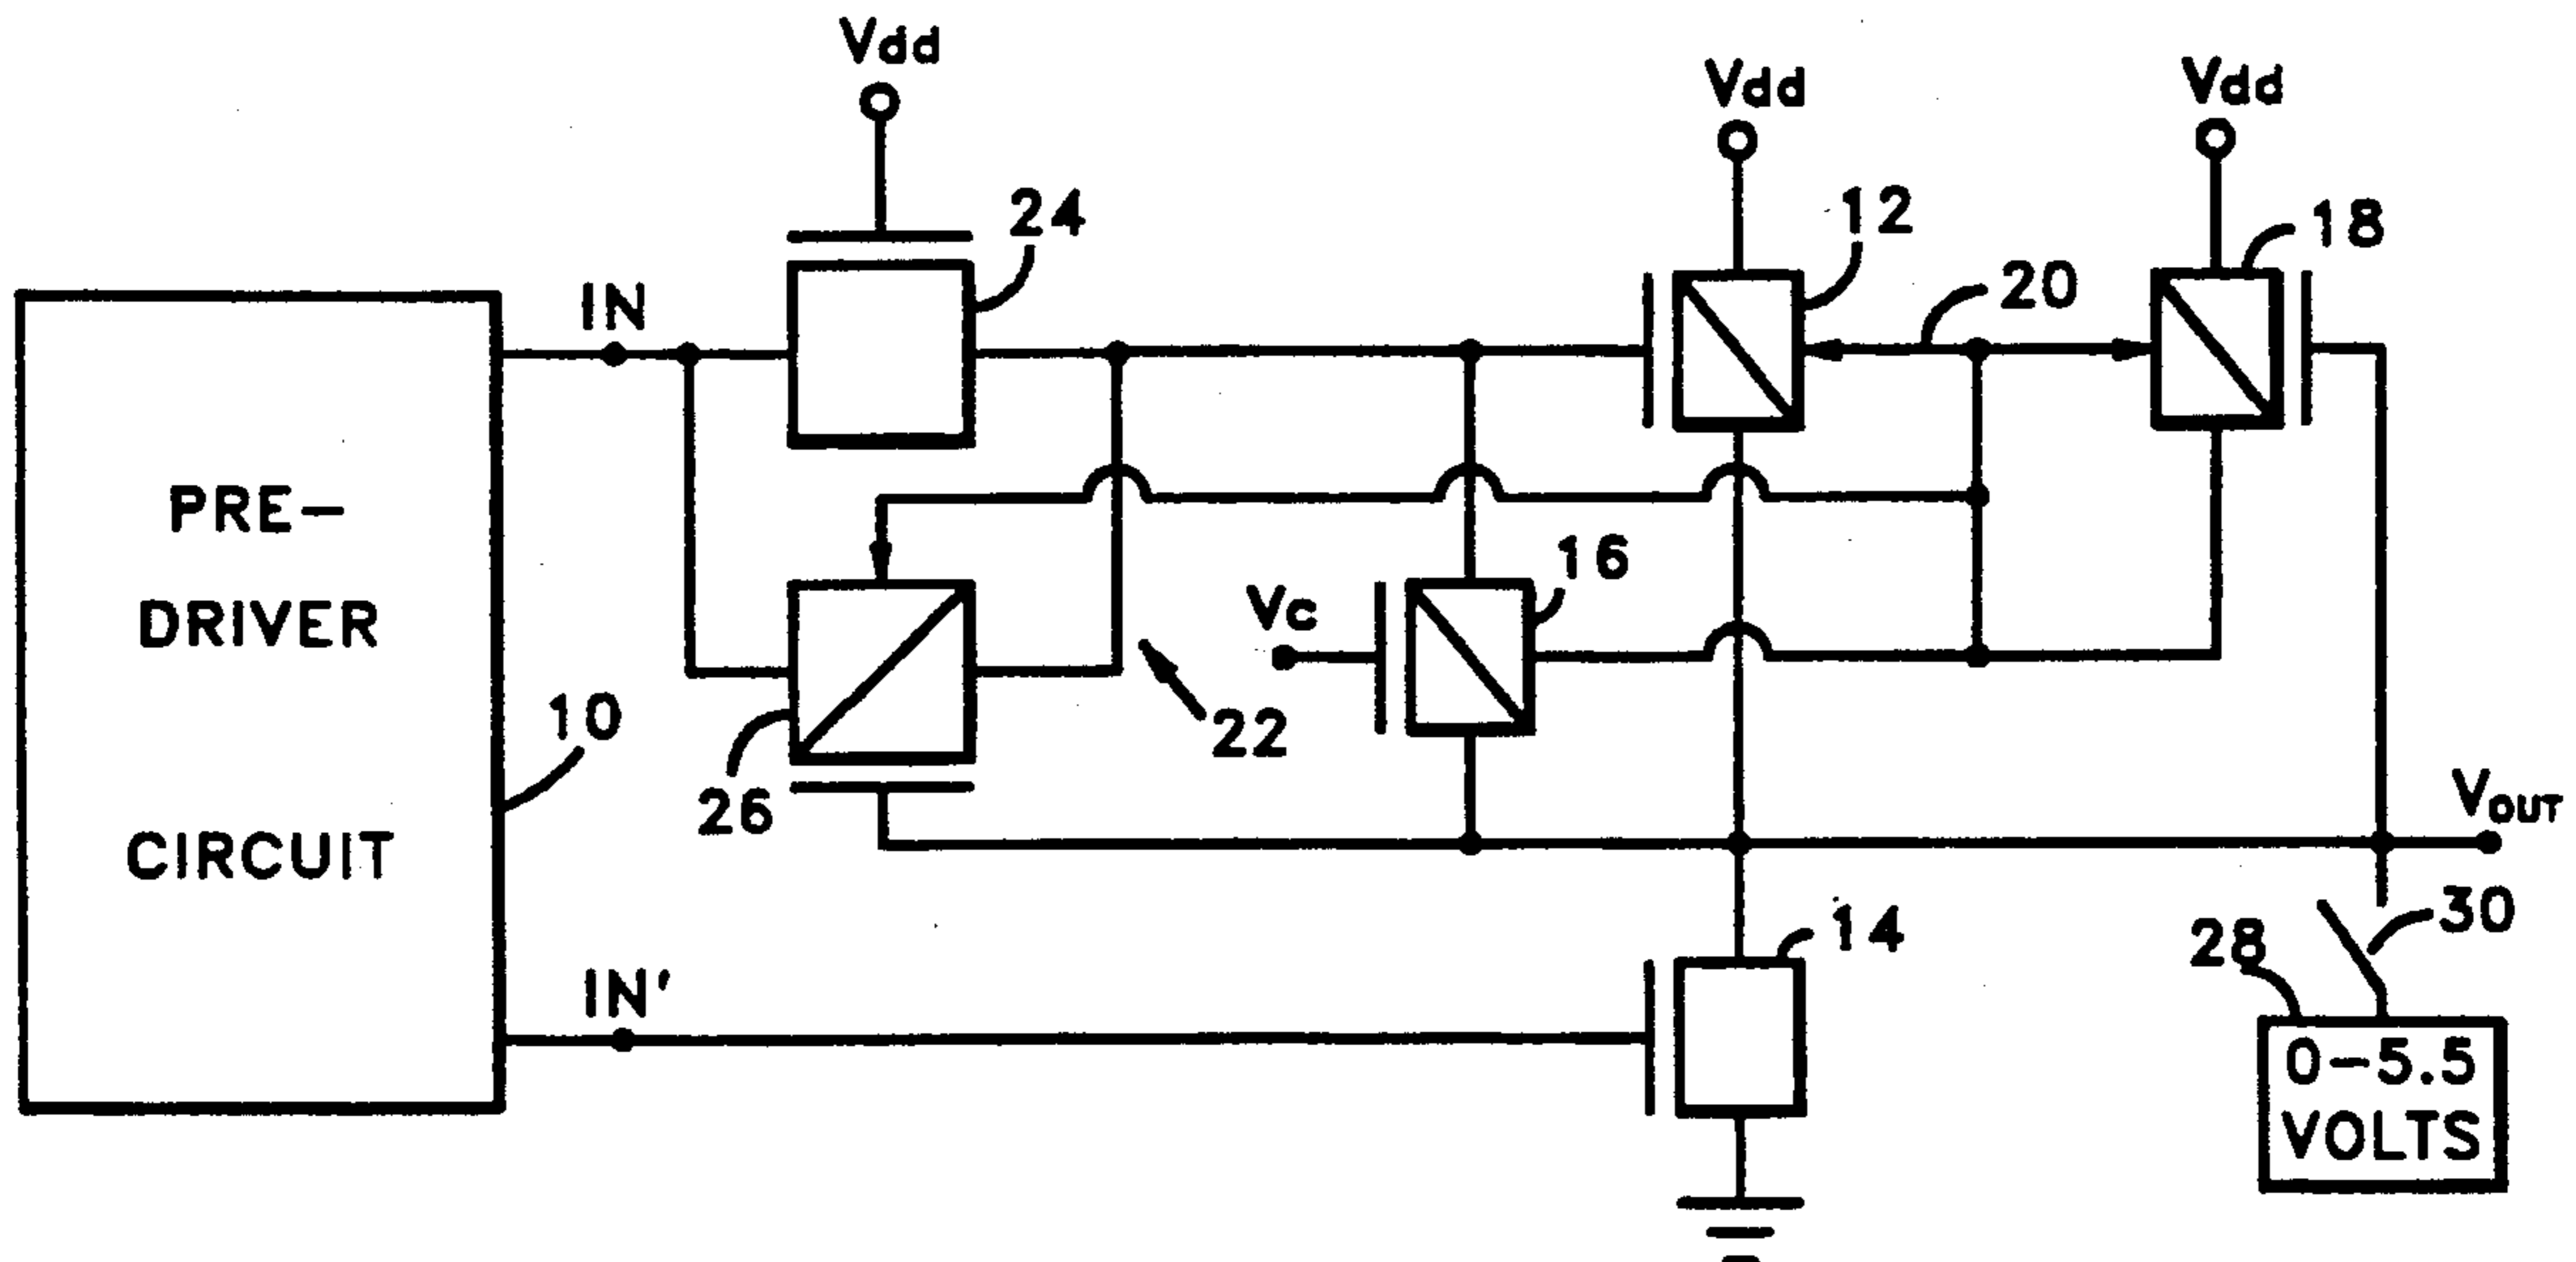 Vdd
Vdd
Vdd
24
12
18
20
IN
PRE-
DRIVER
CIRCUIT
10
16
Vc
22
26
VOUT
IN'
14
30
28
0-5.5
VOLTS